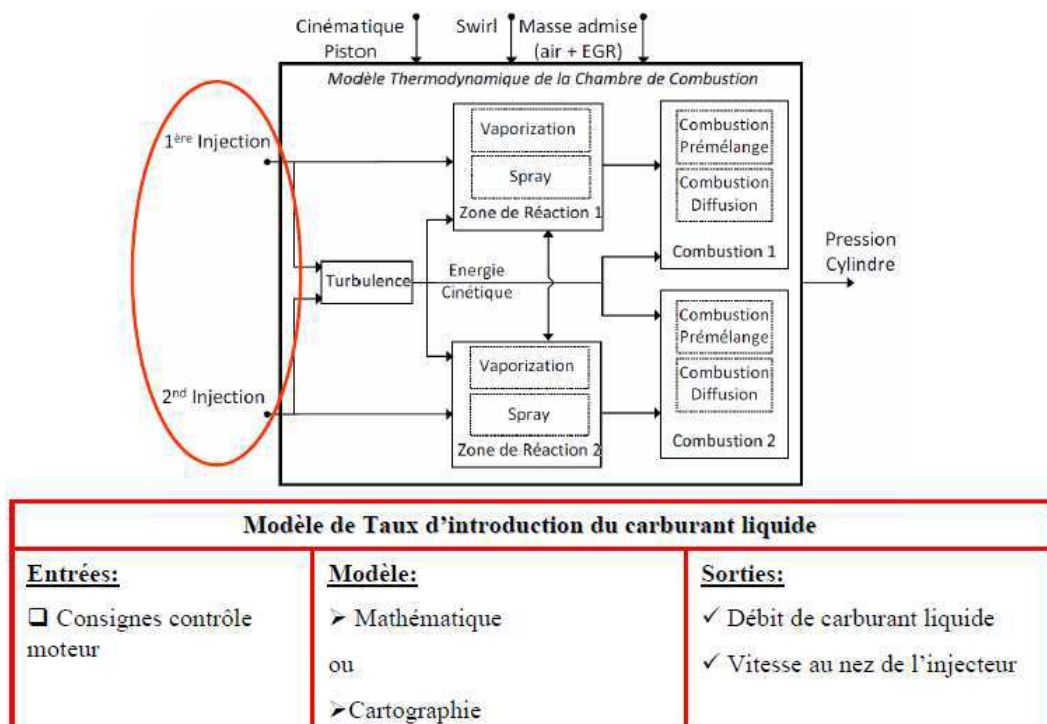 Cinématique
Piston
Swirl
Masse admise
(air + EGR)
Modèle Thermodynamique de la Chambre de Combustion
1ère Injection
Vaporization
Spray
Zone de Réaction 1
Combustion
Prémélange
Combustion
Diffusion
Combustion 1
Turbulence
Energie
Cinétique
Pression
Cylindre
2nd Injection
Vaporization
Spray
Zone de Réaction 2
Combustion
Prémélange
Combustion
Diffusion
Combustion 2
Modèle de Taux d'introduction du carburant liquide
Entrées:
❑ Consignes contrôle
moteur
Modèle:
➢ Mathématique
ou
➢Cartographie
Sorties:
✓ Débit de carburant liquide
✓ Vitesse au nez de l'injecteur